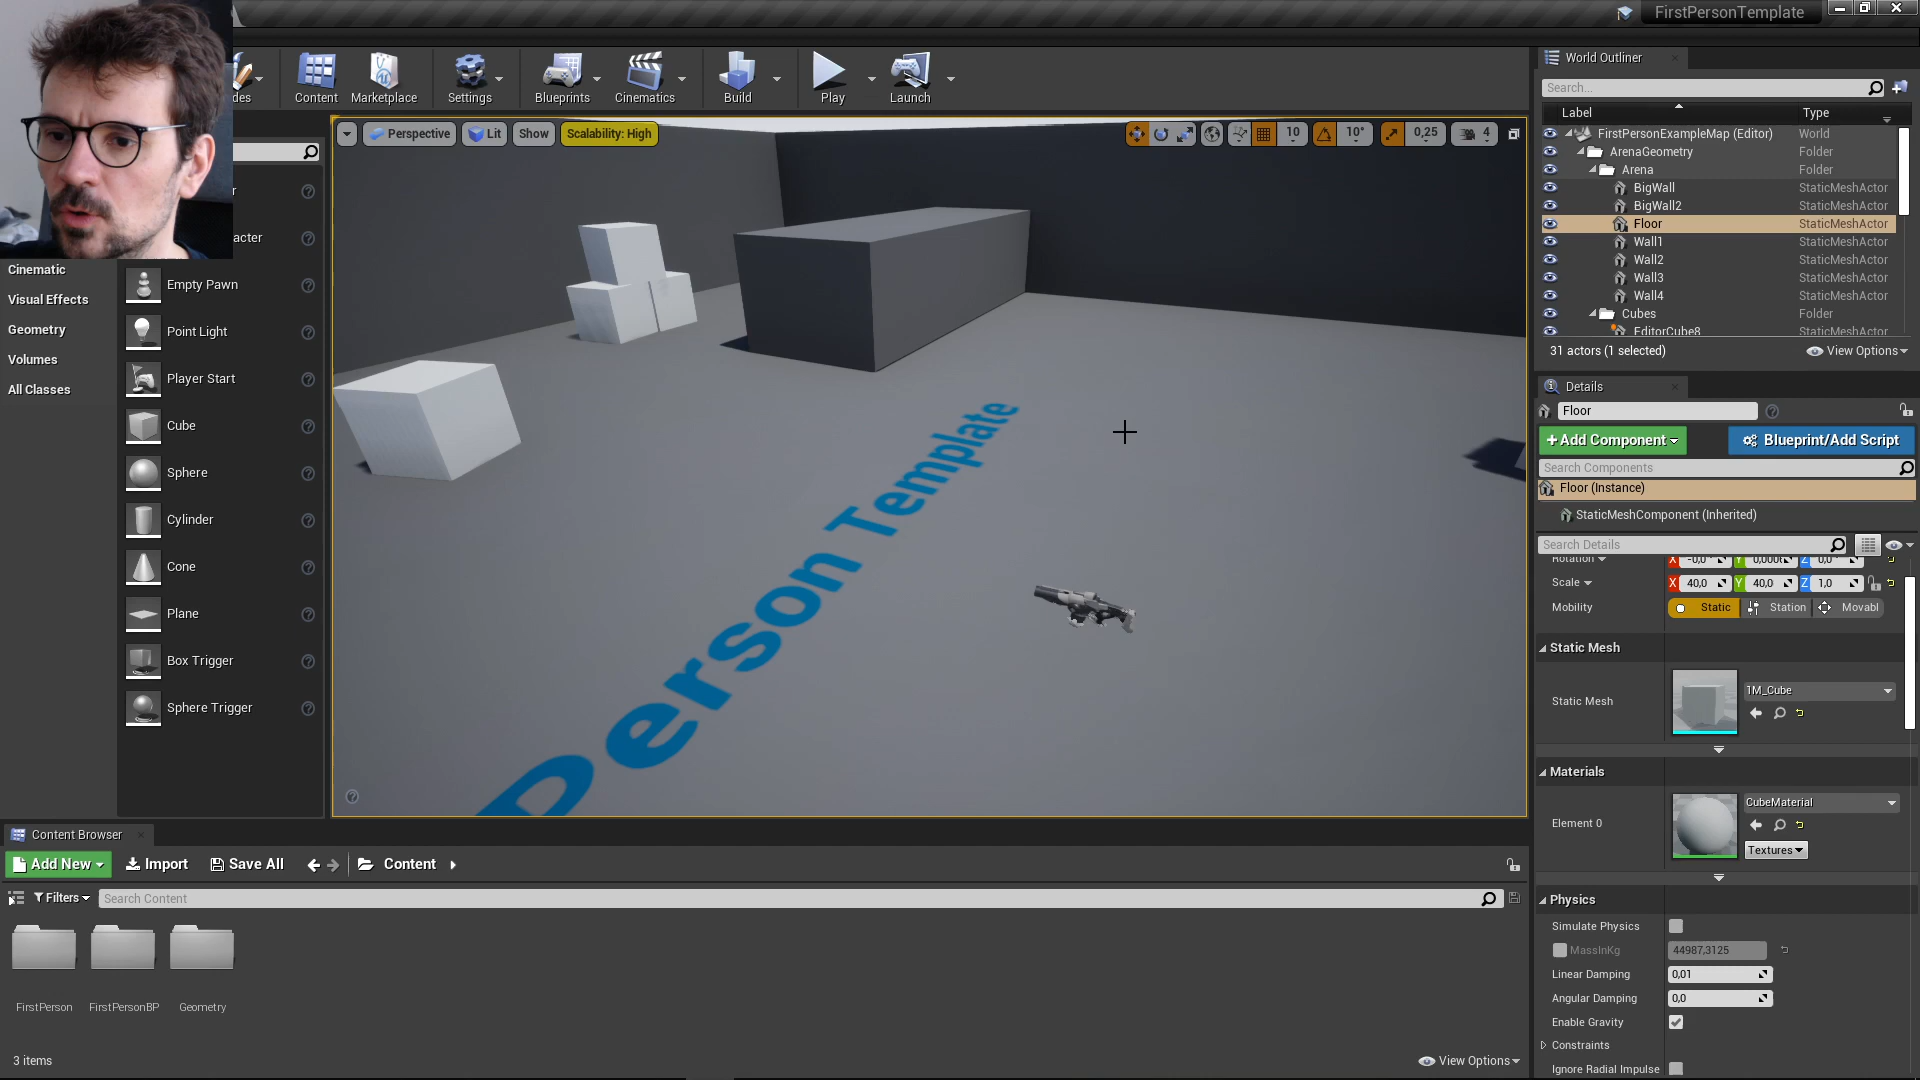 FirstPersonTemplate
des
Content
Marketplace
Settings
Blueprints
Cinematics
Build
Play
Launch
Perspective
Lit
Show
Scalability: High
10
10°
0,25
4
acter
Cinematic
Visual Effects
Geometry
Volumes
All Classes
Empty Pawn
Point Light
Player Start
Cube
Sphere
Cylinder
Cone
Plane
Box Trigger
Sphere Trigger
Person Template
World Outliner
Search...
Label
Type
FirstPersonExampleMap (Editor) World
ArenaGeometry Folder
Arena Folder
BigWall StaticMeshActor
BigWall2 StaticMeshActor
Floor StaticMeshActor
Wall1 StaticMeshActor
Wall2 StaticMeshActor
Wall3 StaticMeshActor
Wall4 StaticMeshActor
Cubes Folder
EditorCube8 StaticMeshActor
31 actors (1 selected)
View Options
Details
Floor
+Add Component
Blueprint/Add Script
Search Components
Floor (Instance)
StaticMeshComponent (Inherited)
Search Details
Rotation X -0,0° Y Z 0,0°
Scale X 40,0 Y 40,0 Z 1,0
Mobility Static Station Movabl
Static Mesh
Static Mesh
1M_Cube
Materials
Element 0
CubeMaterial
Textures
Physics
Simulate Physics
MassInKg 44987,3125
Linear Damping 0,01
Angular Damping 0,0
Enable Gravity
Constraints
Ignore Radial Impulse
Content Browser
Add New
Import
Save All
Content
Filters
Search Content
FirstPerson
FirstPersonBP
Geometry
3 items
View Options